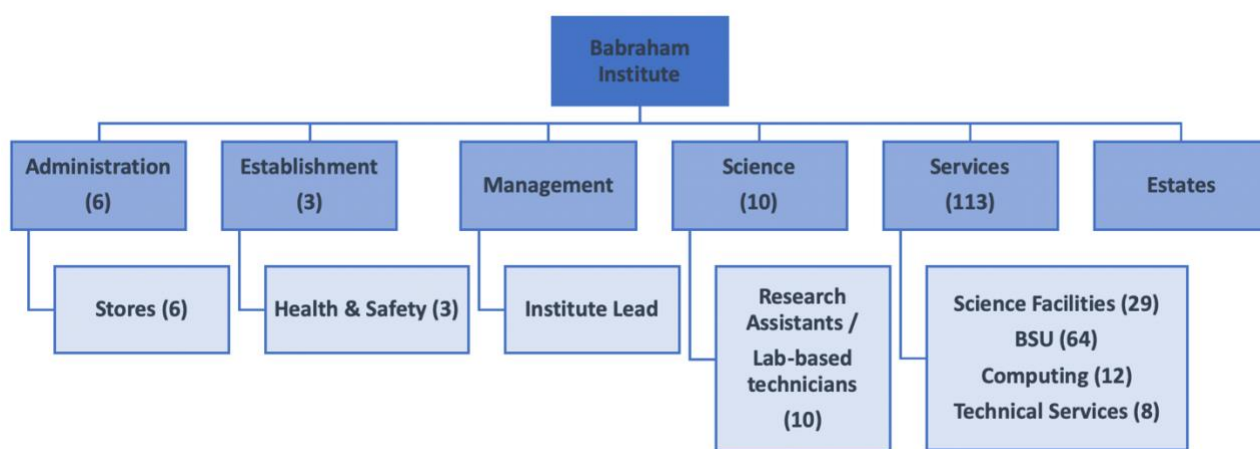 Babraham
Institute
Administration
(6)
Establishment
(3)
Management
Science
(10)
Services
(113)
Estates
Stores (6)
Health & Safety (3)
Institute Lead
Research
Assistants /
Lab-based
technicians
(10)
Science Facilities (29)
BSU (64)
Computing (12)
Technical Services (8)